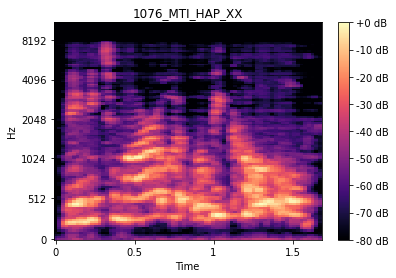 1076_MTI_HAP_XX
+0 dB
8192
-10 dB
4096
-20 dB
-30 dB
2048
Hz
-40 dB
1024
-50 dB
512
-60 dB
-70 dB
0
-80 dB
0 0.5 1 1.5
Time